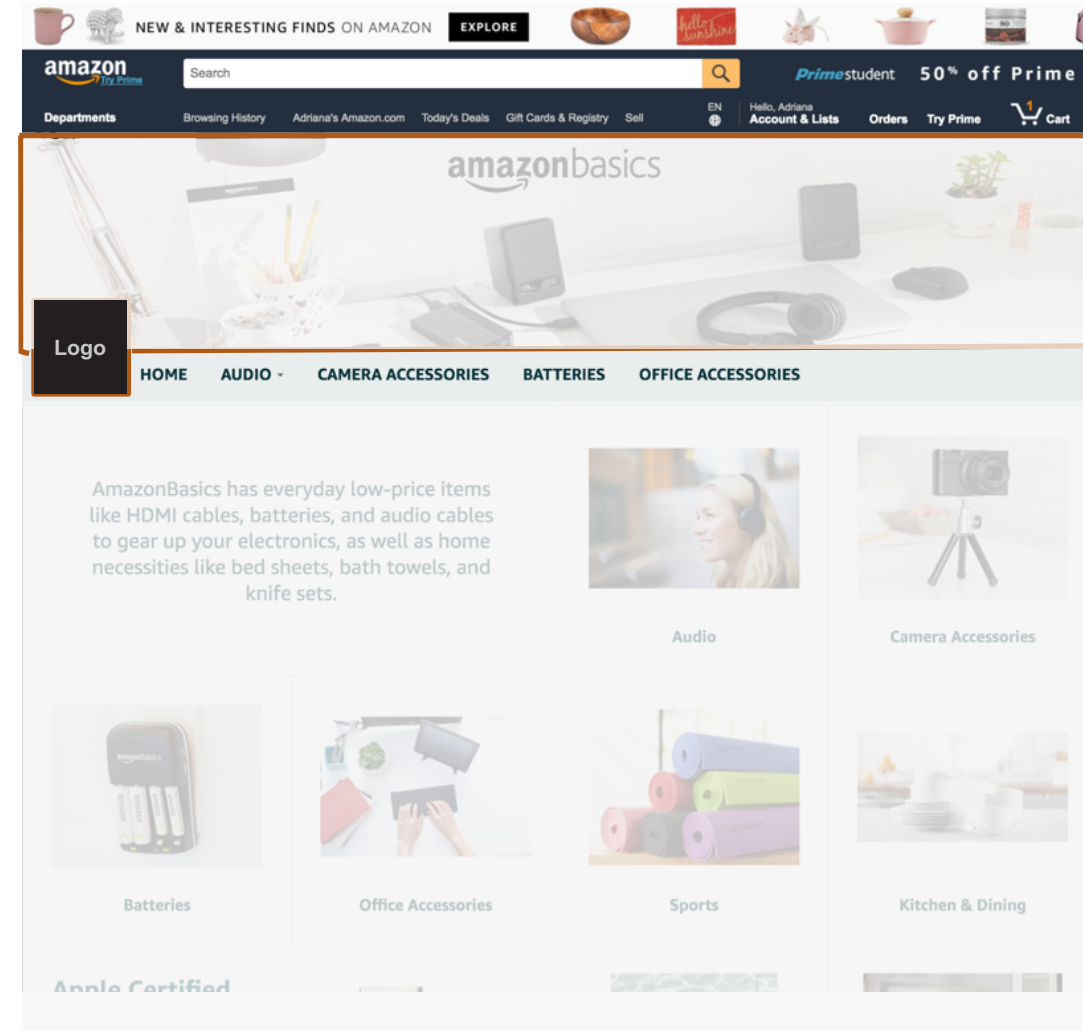 NEW & INTERESTING FINDS ON AMAZON EXPLORE
hello
sunshine
amazon
Try Prime
Search
Primestudent 50% off Prime
Departments
Browsing History Adriana's Amazon.com Today's Deals Gift Cards & Registry Sell
EN
Hello, Adriana
Account & Lists
Orders Try Prime
1
Cart
amazonbasics
Logo
HOME AUDIO CAMERA ACCESSORIES BATTERIES OFFICE ACCESSORIES
AmazonBasics has everyday low-price items
like HDMI cables, batteries, and audio cables
to gear up your electronics, as well as home
necessities like bed sheets, bath towels, and
knife sets.
Audio
Camera Accessories
amazonbasics
Batteries
Office Accessories
Sports
Kitchen & Dining
Apple Certified